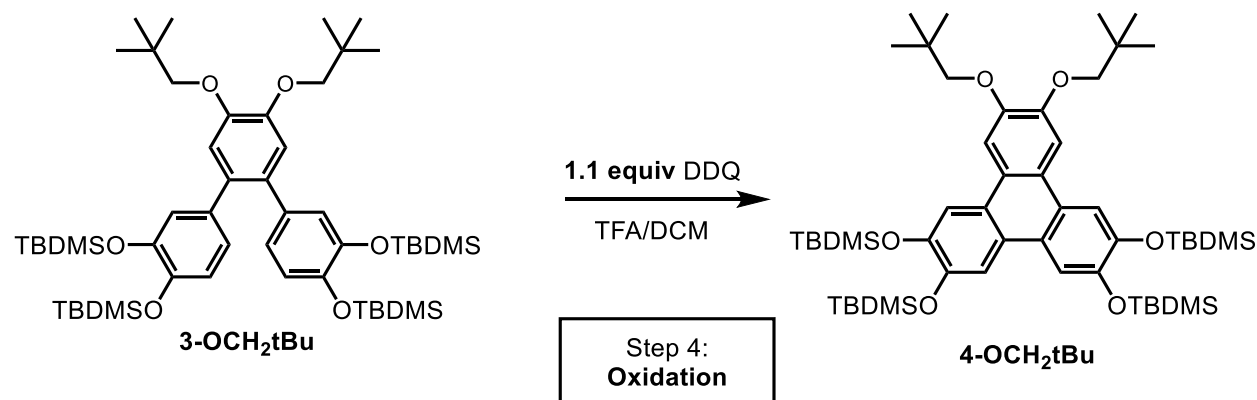 O O
TBDMSO OTBDMS
TBDMSO OTBDMS
3-OCH₂tBu
1.1 equiv DDQ
TFA/DCM
Step 4:
Oxidation
O O
TBDMSO OTBDMS
TBDMSO OTBDMS
4-OCH₂tBu